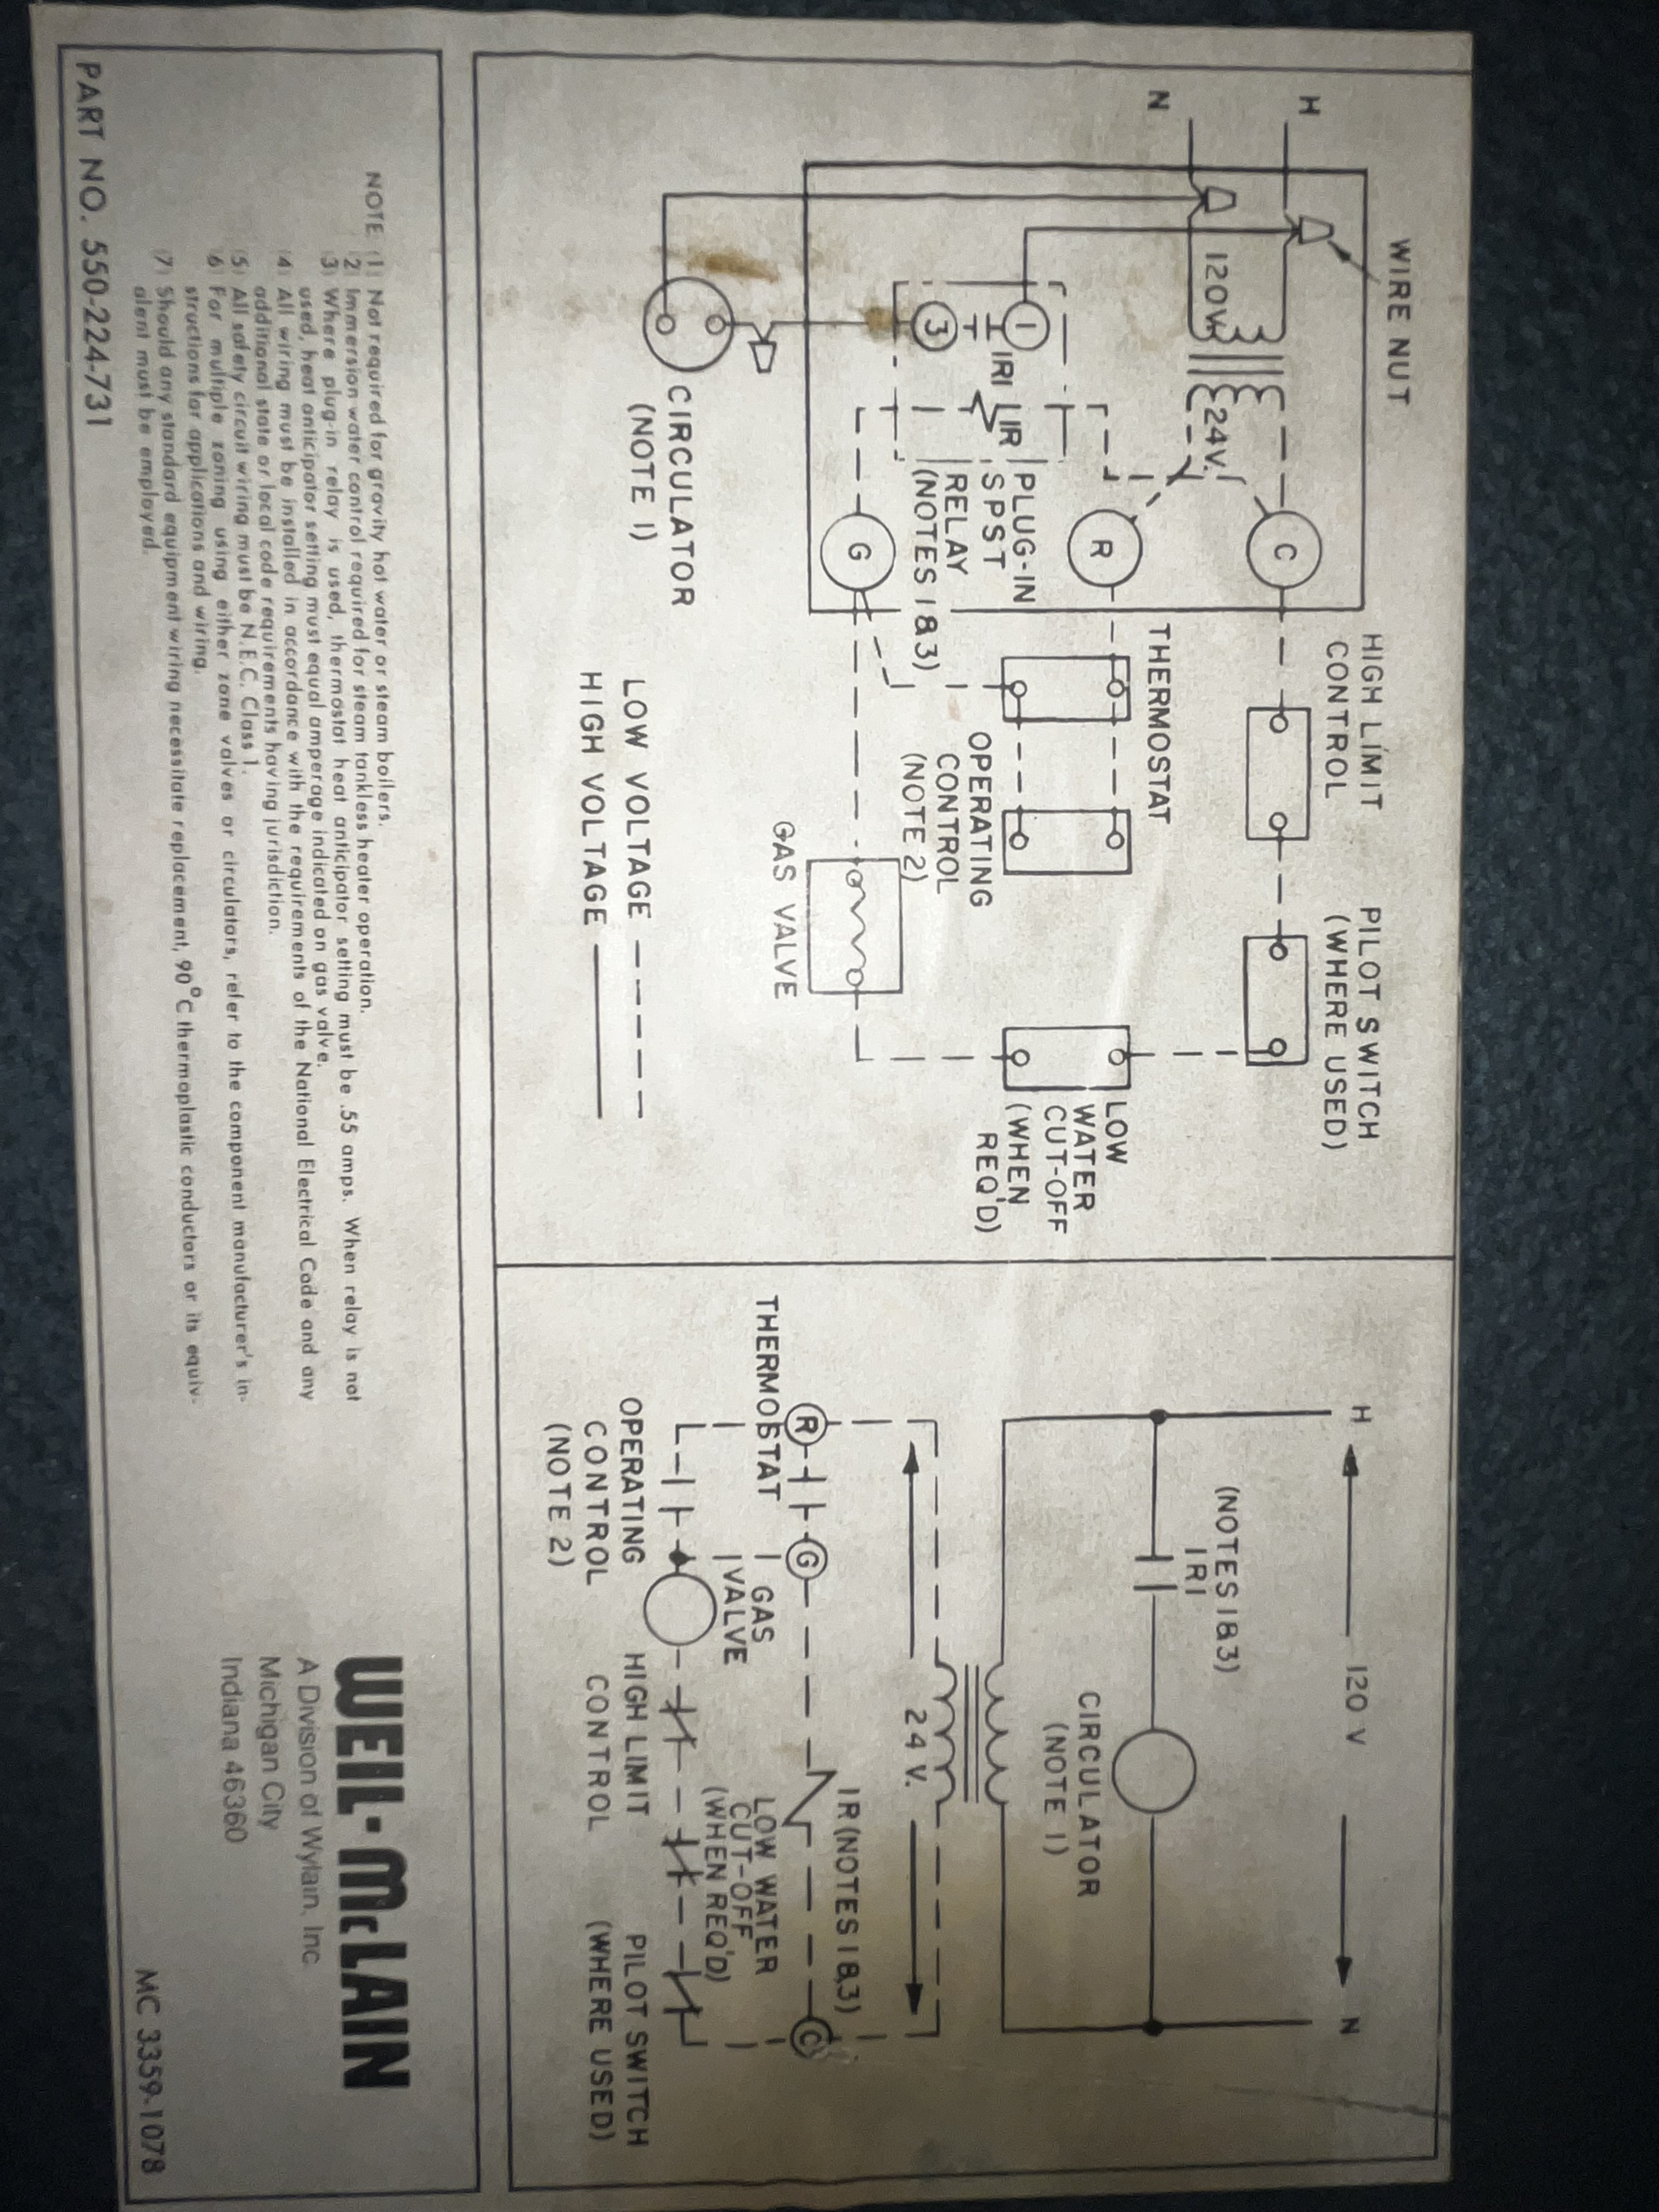 WIRE NUT
H
N
120V.
24V.
C
R
G
1
3
1R1
1R
PLUG-IN
SPST
RELAY
(NOTES 1&3)
CIRCULATOR
(NOTE 1)
HIGH LIMIT
CONTROL
PILOT SWITCH
(WHERE USED)
THERMOSTAT
OPERATING
CONTROL
(NOTE 2)
LOW
WATER
CUT-OFF
(WHEN
REQ'D)
GAS VALVE
LOW VOLTAGE
HIGH VOLTAGE
H
120 V
N
(NOTES 1&3)
1R1
CIRCULATOR
(NOTE 1)
24 V.
1R (NOTES 1&3)
R
G
C
THERMOSTAT
GAS
VALVE
LOW WATER
CUT-OFF
(WHEN REQ'D)
OPERATING
CONTROL
(NOTE 2)
HIGH LIMIT
CONTROL
PILOT SWITCH
(WHERE USED)
NOTE (1) Not required for gravity hot water or steam boilers.
(2) Immersion water control required for steam tankless heater operation.
(3) Where plug-in relay is used, thermostat heat anticipator setting must be .55 amps. When relay is not
used, heat anticipator setting must equal amperage indicated on gas valve.
(4) All wiring must be installed in accordance with the requirements of the National Electrical Code and any
additional state or local code requirements having jurisdiction.
(5) All safety circuit wiring must be N.E.C. Class 1.
(6) For multiple zoning using either zone valves or circulators, refer to the component manufacturer's in-
structions for applications and wiring.
(7) Should any standard equipment wiring necessitate replacement, 90°C thermoplastic conductors or its equiv-
alent must be employed.
PART NO. 550-224-731
WEIL-McLAIN
A Division of Wylain, Inc.
Michigan City
Indiana 46360
MC 3359-1078